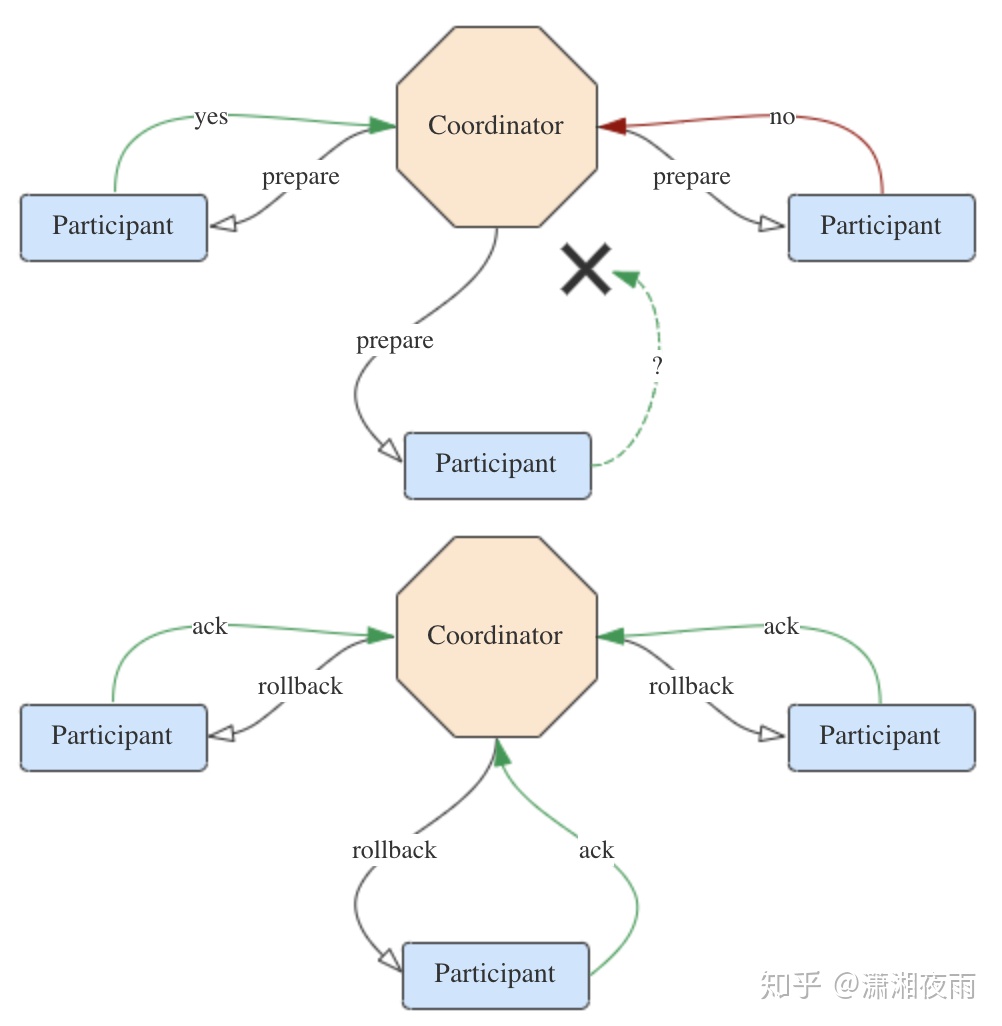 yes
Coordinator
no
prepare
prepare
Participant
Participant
prepare
?
Participant
ack
Coordinator
ack
rollback
rollback
Participant
Participant
rollback
ack
Participant
知乎 @潇湘夜雨